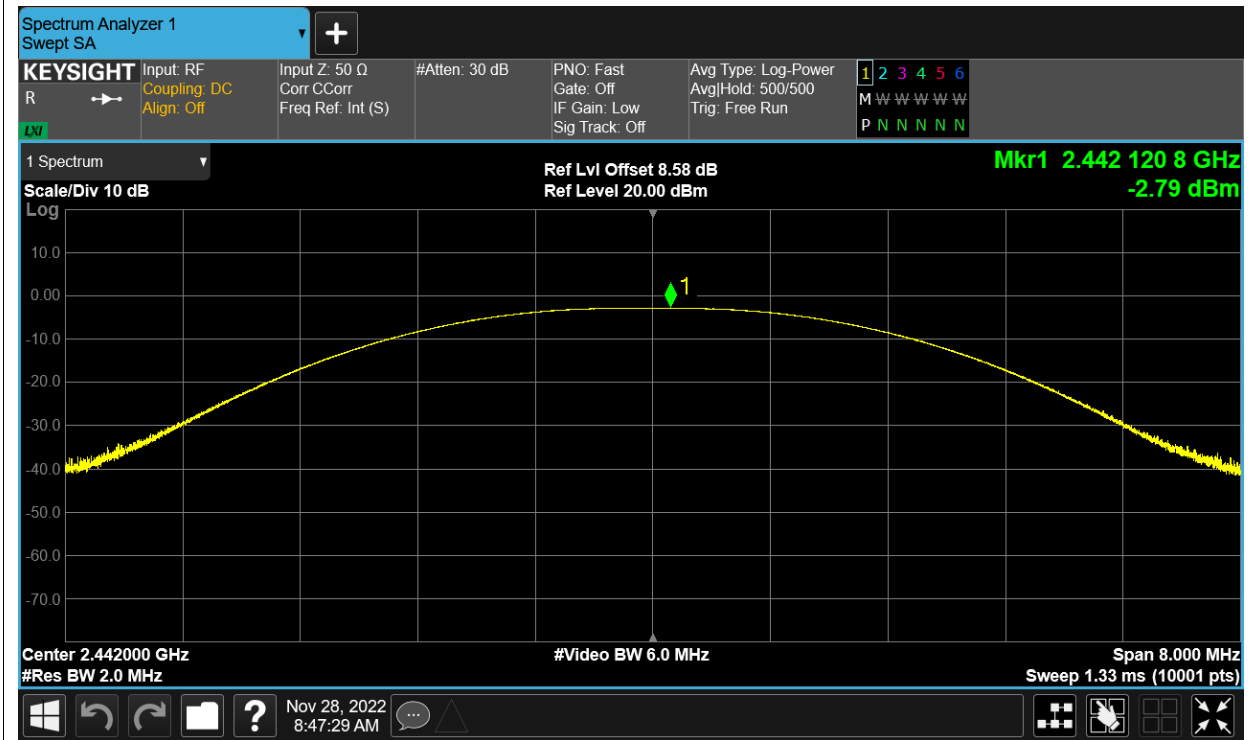 Spectrum Analyzer 1
Swept SA
KEYSIGHT
R
LXI
Input: RF
Coupling: DC
Align: Off
Input Z: 50 Ω
Corr CCorr
Freq Ref: Int (S)
#Atten: 30 dB
PNO: Fast
Gate: Off
IF Gain: Low
Sig Track: Off
Avg Type: Log-Power
Avg|Hold: 500/500
Trig: Free Run
1 2 3 4 5 6
M W W W W W
P N N N N N
1 Spectrum
Scale/Div 10 dB
Ref Lvl Offset 8.58 dB
Ref Level 20.00 dBm
Mkr1 2.442 120 8 GHz
-2.79 dBm
Log
10.0
0.00
-10.0
-20.0
-30.0
-40.0
-50.0
-60.0
-70.0
1
Center 2.442000 GHz
#Res BW 2.0 MHz
#Video BW 6.0 MHz
Span 8.000 MHz
Sweep 1.33 ms (10001 pts)
?
Nov 28, 2022
8:47:29 AM